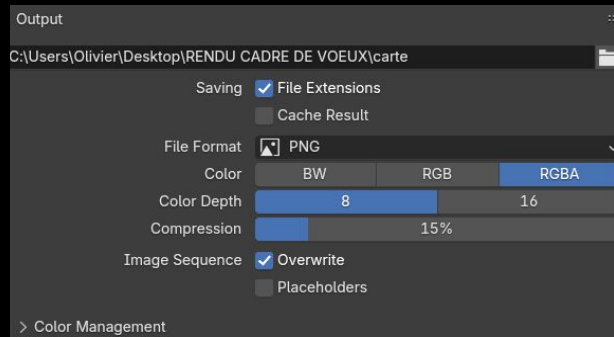 Output
C:\Users\Olivier\Desktop\RENDU CADRE DE VOEUX\carte
Saving File Extensions
Cache Result
File Format PNG
Color BW RGB RGBA
Color Depth 8 16
Compression 15%
Image Sequence Overwrite
Placeholders
> Color Management